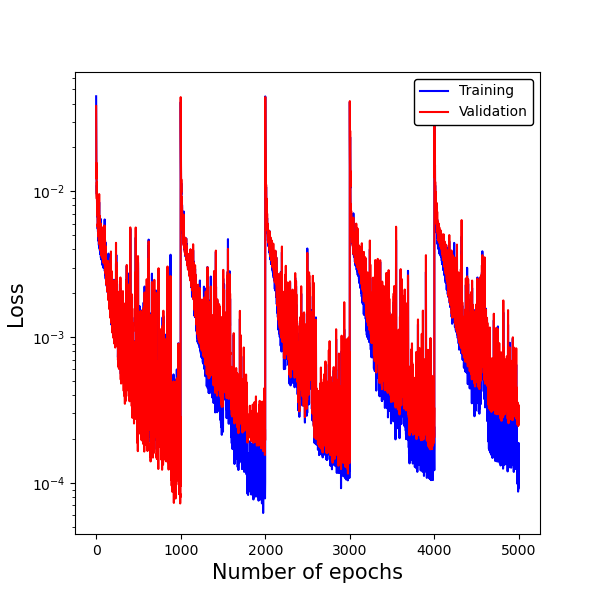 Training
Validation
10⁻²
10⁻³
10⁻⁴
Loss
0 1000 2000 3000 4000 5000
Number of epochs